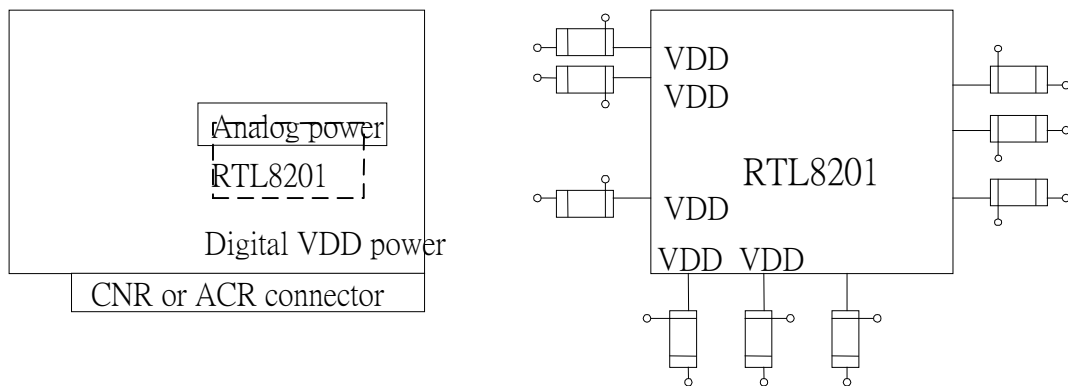 Analog power
RTL8201
Digital VDD power
CNR or ACR connector
VDD
VDD
RTL8201
VDD
VDD VDD